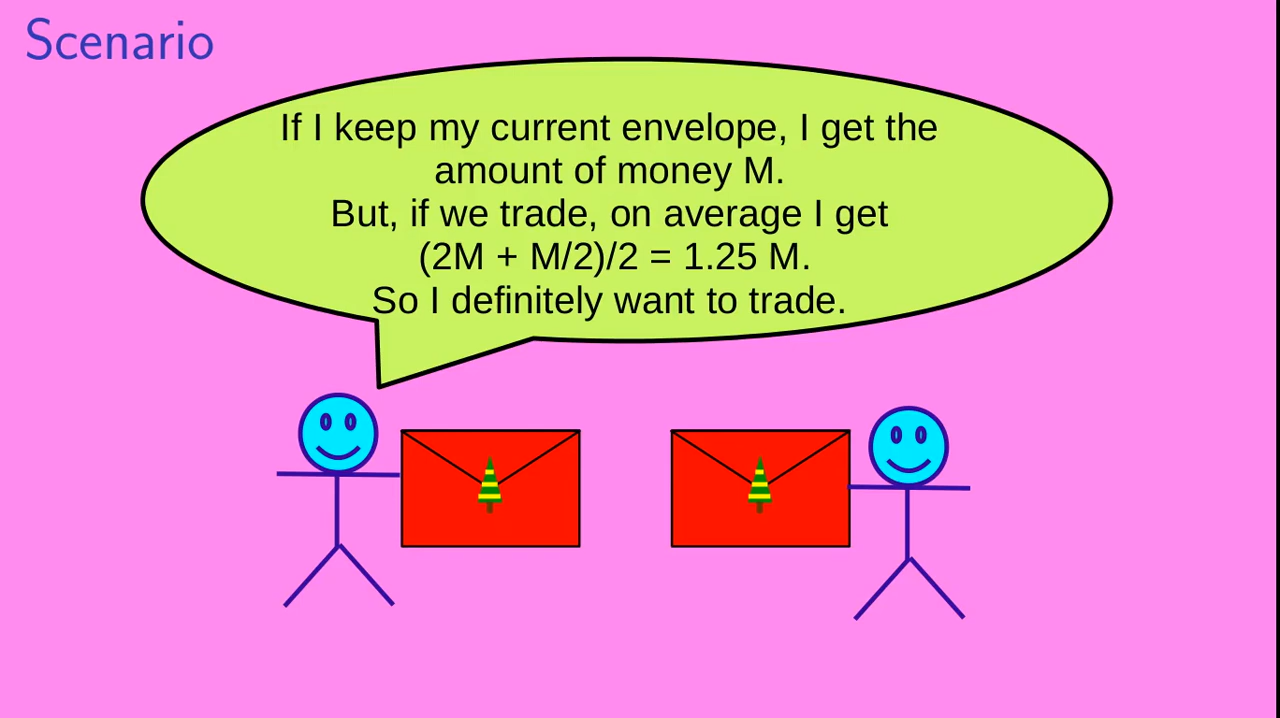 Scenario
If I keep my current envelope, I get the
amount of money M.
But, if we trade, on average I get
(2M + M/2)/2 = 1.25 M.
So I definitely want to trade.